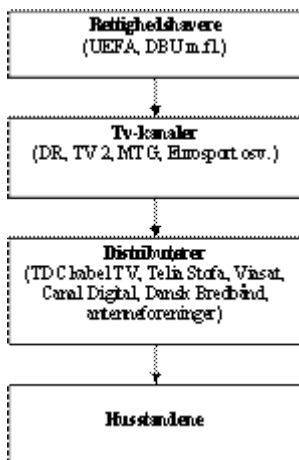 Rettighedshavere
(UEFA, DBU m.fl.)
Tv-kanaler
(DR, TV 2, MTG, Eurosport osv.)
Distributører
(TDC kabel TV, Telia Stofa, Viasat,
Canal Digital, Dansk Bredbånd,
antenneforeninger)
Husstandene